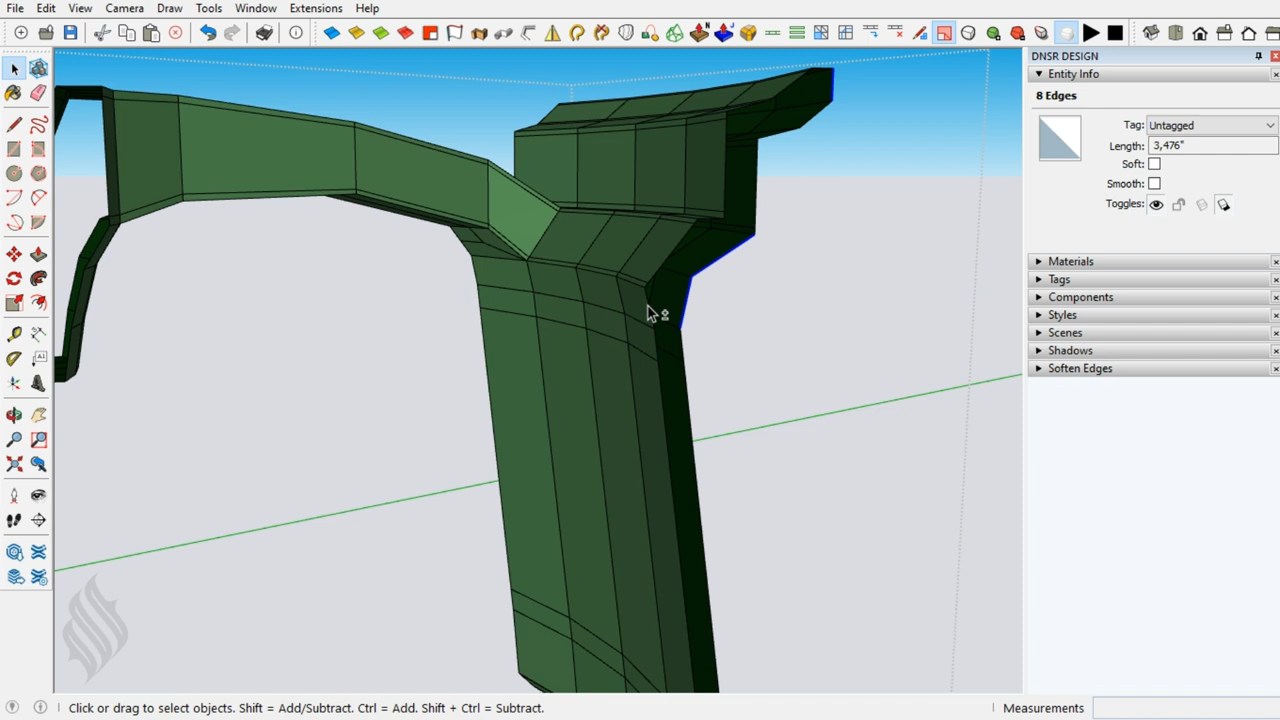 File Edit View Camera Draw Tools Window Extensions Help
DNSR DESIGN
Entity Info
8 Edges
Tag: Untagged
Length: 3,476"
Soft:
Smooth:
Toggles:
Materials
Tags
Components
Styles
Scenes
Shadows
Soften Edges
Click or drag to select objects. Shift = Add/Subtract. Ctrl = Add. Shift + Ctrl = Subtract.
Measurements